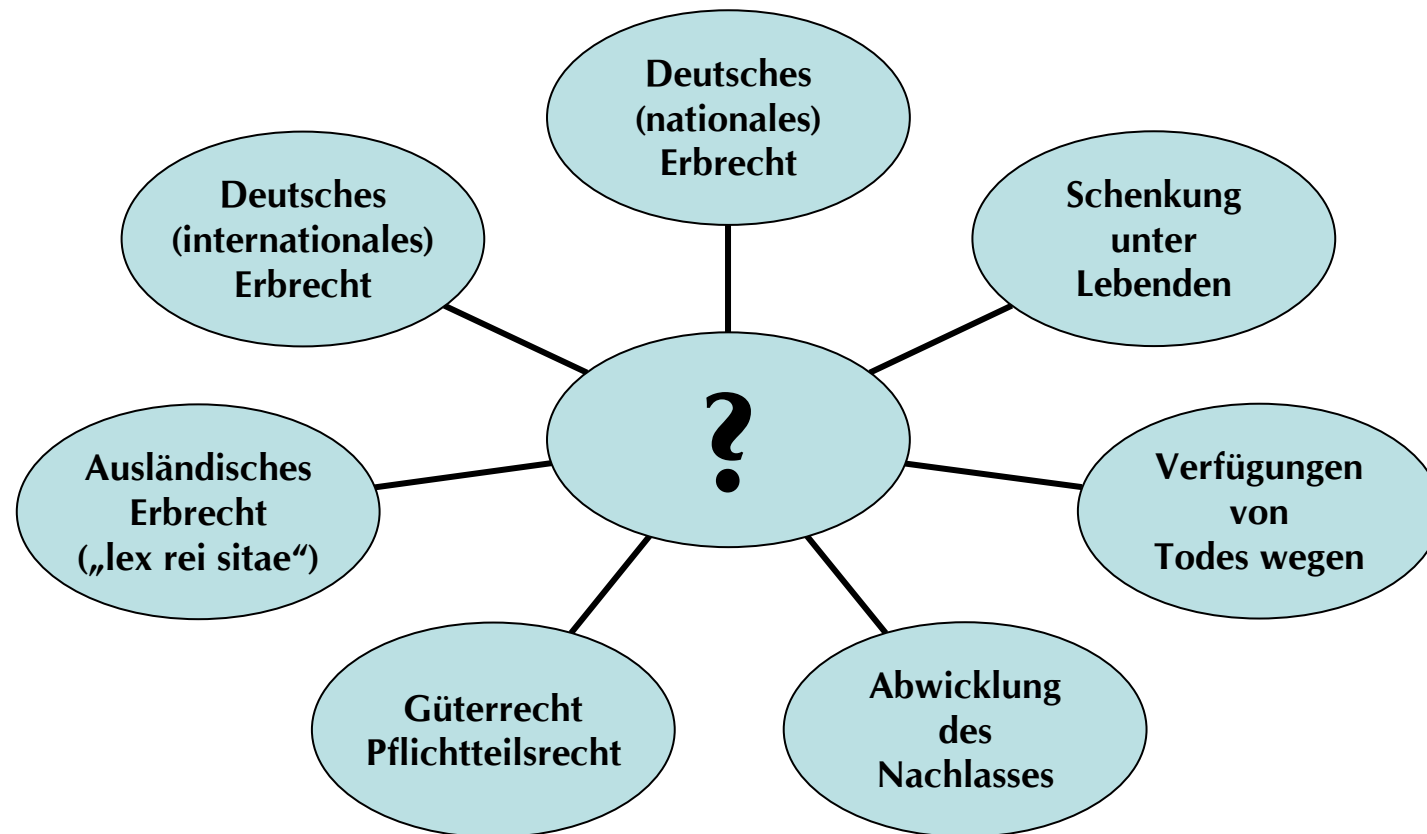 Deutsches
(nationales)
Erbrecht
Deutsches
(internationales)
Erbrecht
Schenkung
unter
Lebenden
?
Ausländisches
Erbrecht
(„lex rei sitae“)
Verfügungen
von
Todes wegen
Güterrecht
Pflichtteilsrecht
Abwicklung
des
Nachlasses